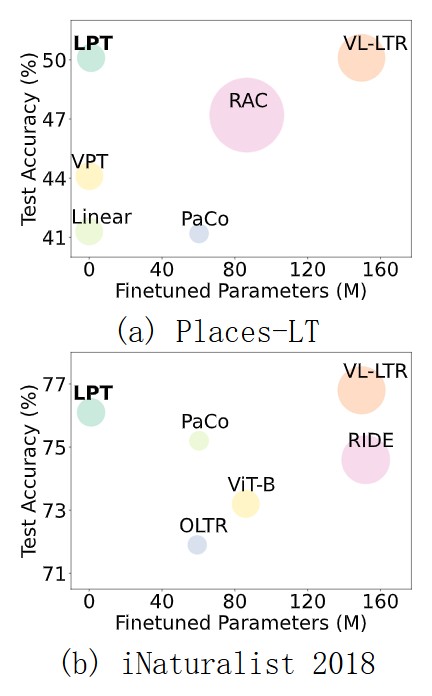 LPT
VL-LTR
50
RAC
47
VPT
44
Linear
PaCo
41
Test Accuracy (%)
0 40 80 120 160
Finetuned Parameters (M)
(a) Places-LT
VL-LTR
77
LPT
PaCo
RIDE
75
ViT-B
73
OLTR
71
Test Accuracy (%)
0 40 80 120 160
Finetuned Parameters (M)
(b) iNaturalist 2018